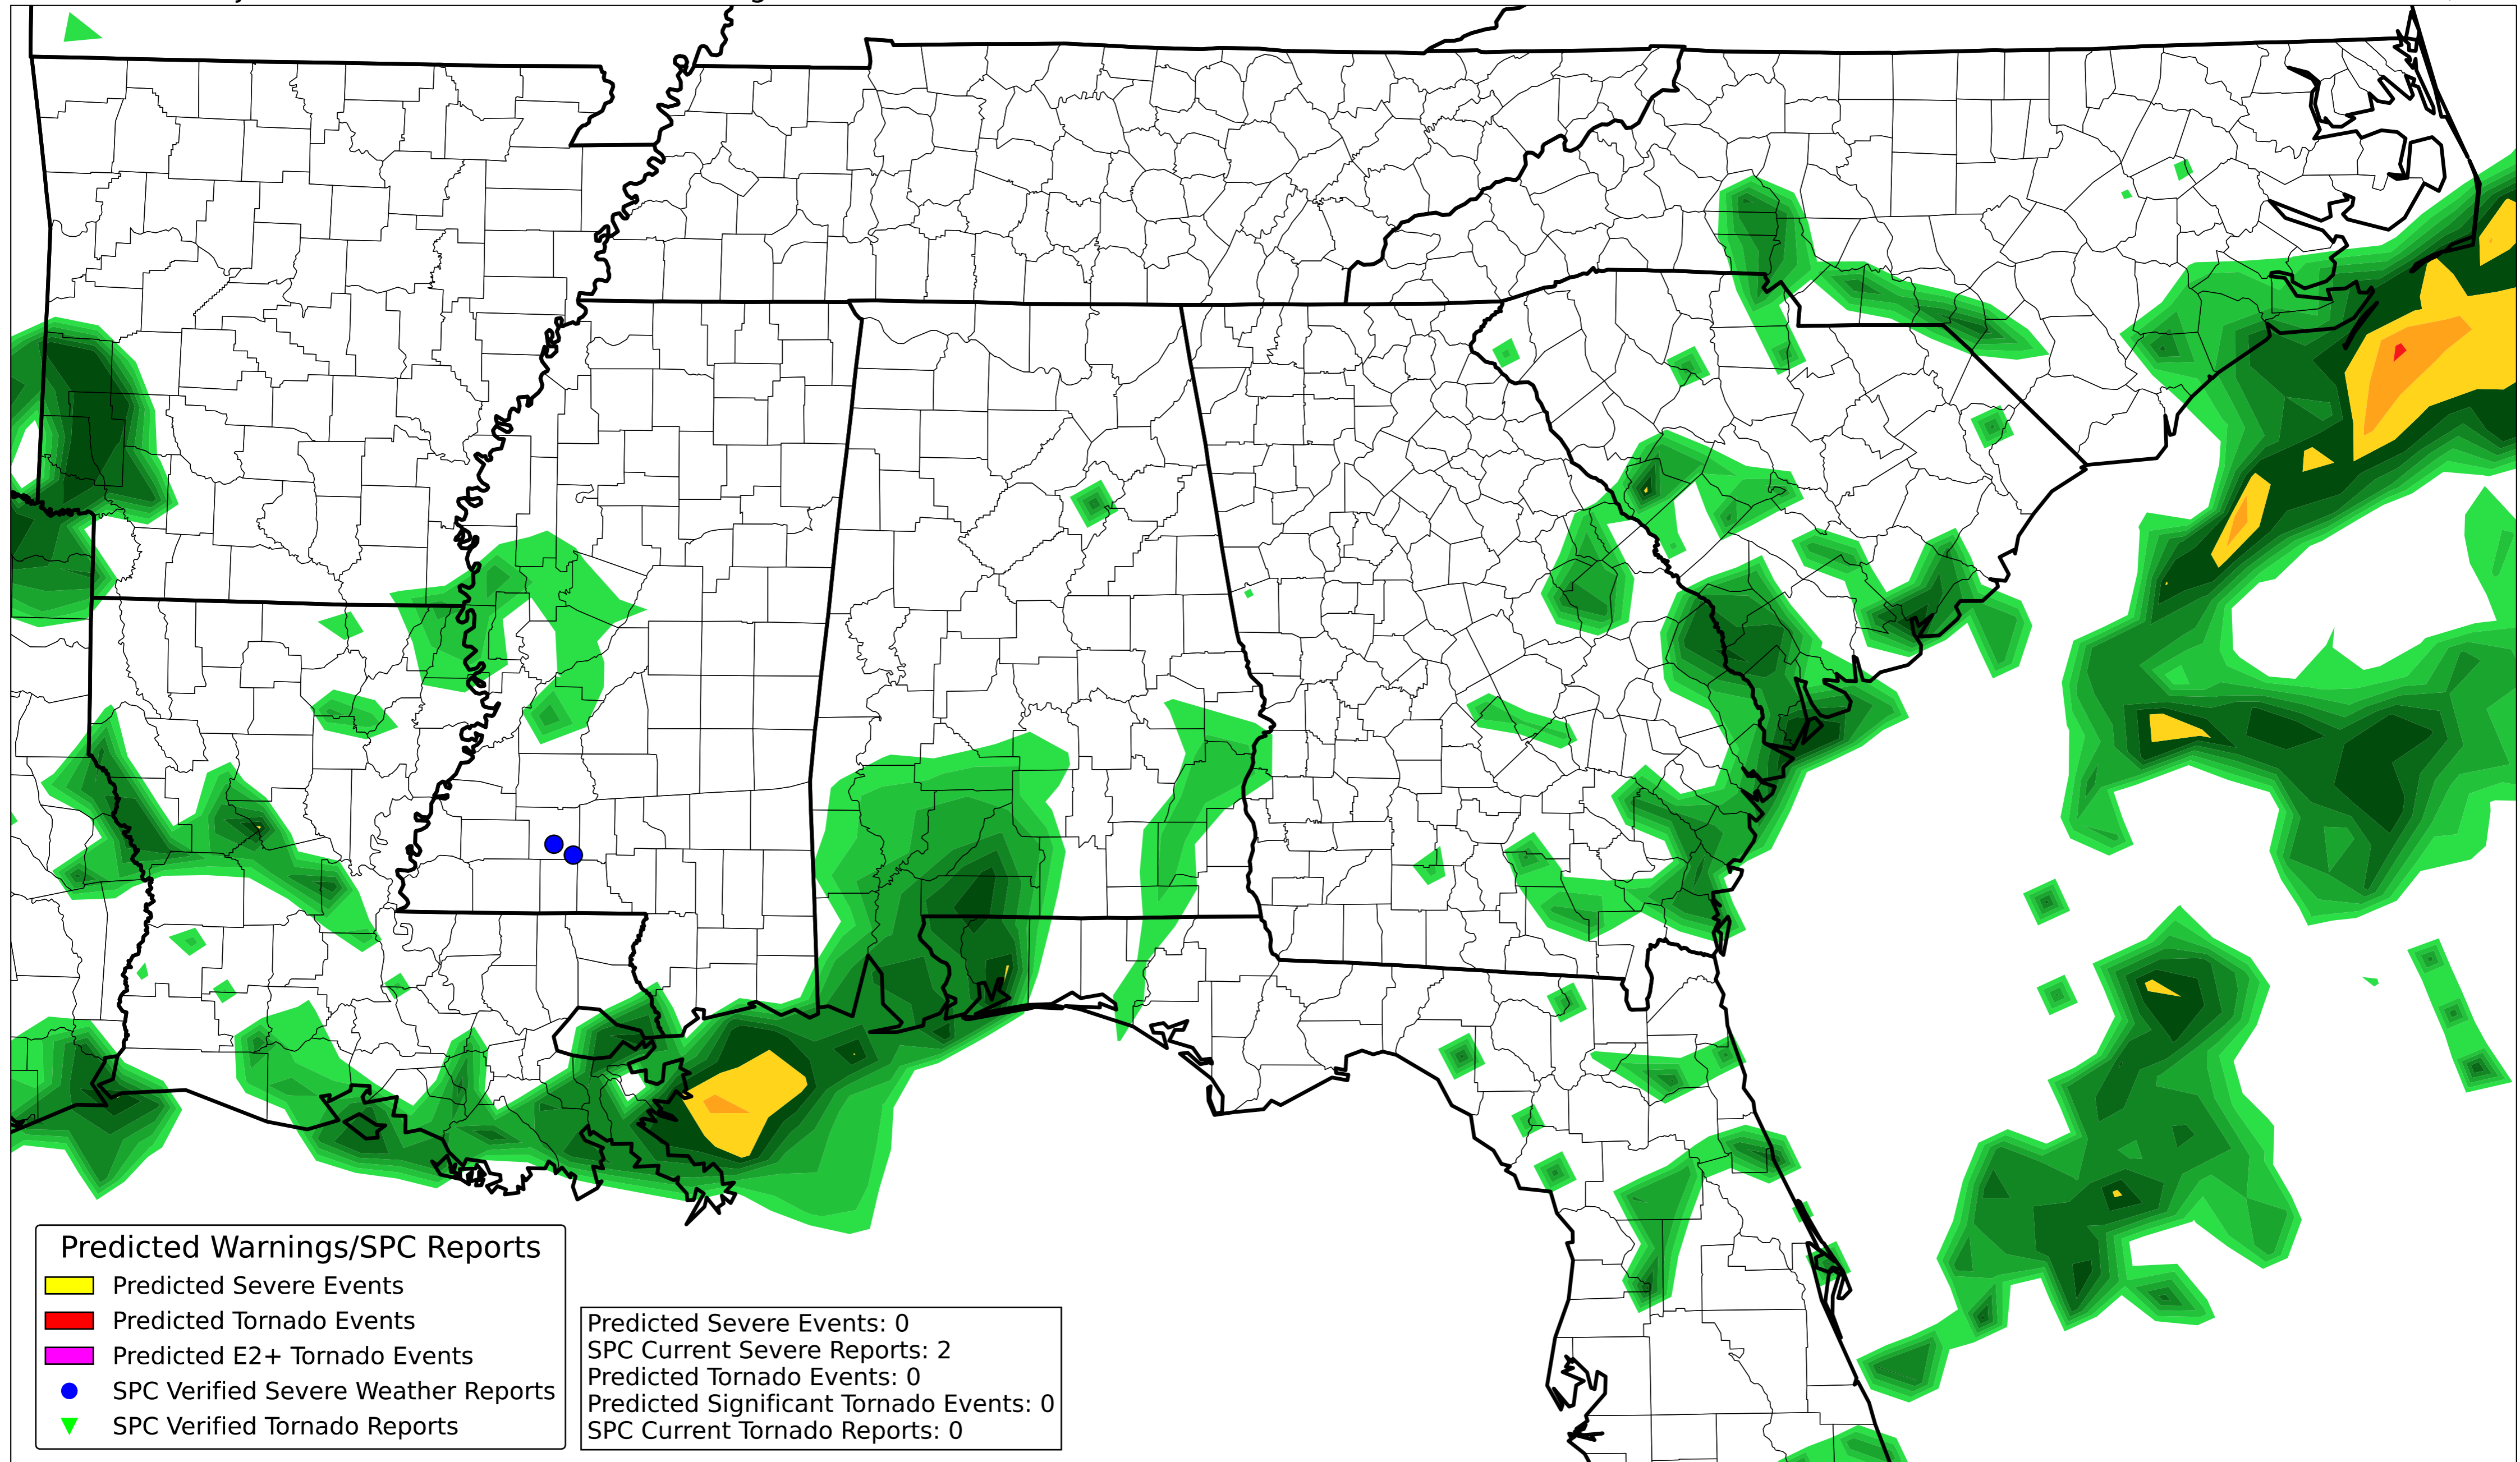 Predicted Warnings/SPC Reports
Predicted Severe Events
Predicted Tornado Events
Predicted E2+ Tornado Events
SPC Verified Severe Weather Reports
SPC Verified Tornado Reports
Predicted Severe Events: 0
SPC Current Severe Reports: 2
Predicted Tornado Events: 0
Predicted Significant Tornado Events: 0
SPC Current Tornado Reports: 0